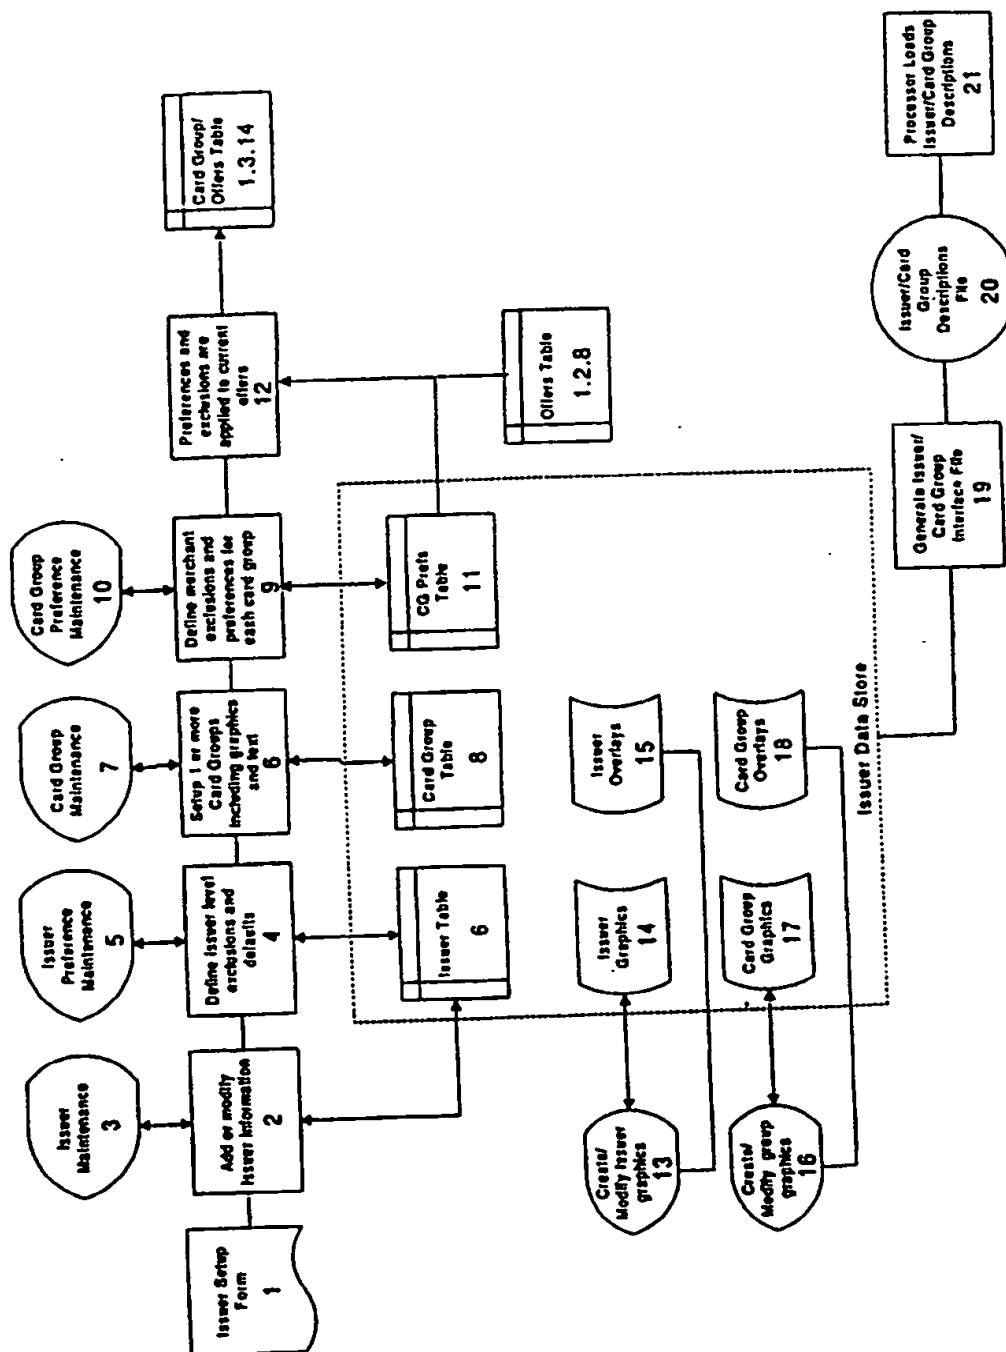 Issuer Setup
Form
1
Add or modify
Issuer Information
2
Issuer
Maintenance
3
Define Issuer level
exclusions and
defaults
4
Issuer
Preference
Maintenance
5
Setup 1 or more
Card Groups
including graphics
and text
6
Card Group
Maintenance
7
Define merchant
exclusions and
preferences for
each card group
9
Card Group
Preference
Maintenance
10
Preferences and
exclusions are
applied to current
offers
12
Card Group/
Offers Table
1.3.14
Issuer Table
6
Card Group
Table
8
CG Prefs
Table
11
Offers Table
1.2.8
Create/
Modify Issuer
graphics
13
Issuer
Graphics
14
Issuer
Overlays
15
Create/
Modify group
graphics
16
Card Group
Graphics
17
Card Group
Overlays
18
Issuer Data Store
Generate Issuer/
Card Group
Interface File
19
Issuer/Card
Group
Descriptions
File
20
Processor Loads
Issuer/Card Group
Descriptions
21